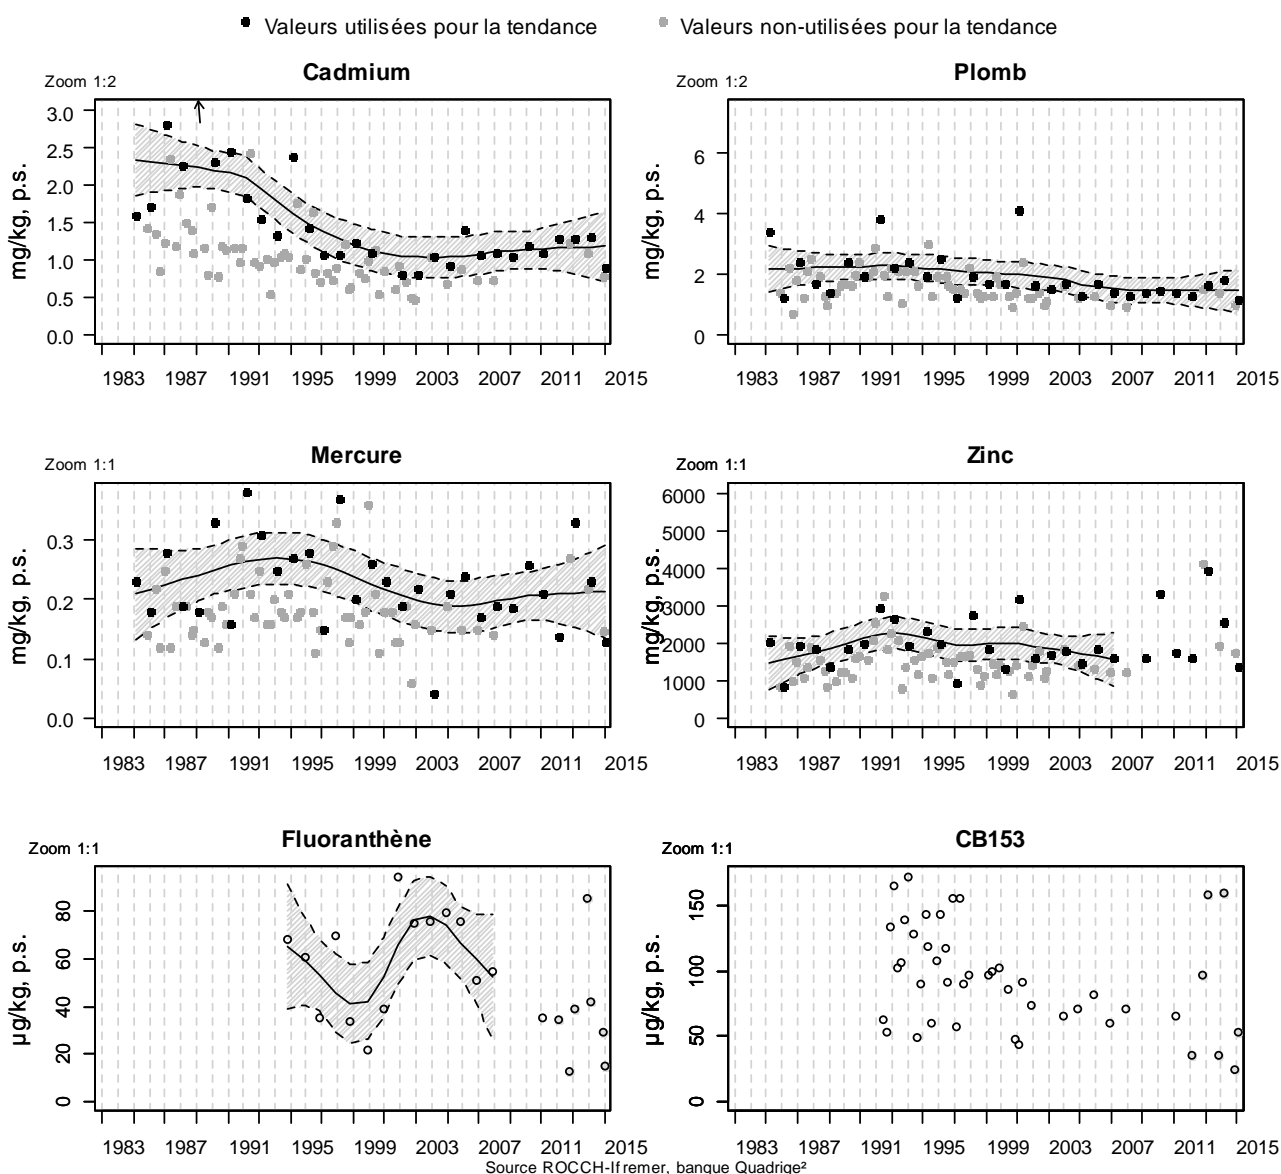 Valeurs utilisées pour la tendance Valeurs non-utilisées pour la tendance
Zoom 1:2 Cadmium
mg/kg, p.s.
3.0
2.5
2.0
1.5
1.0
0.5
0.0
1983 1987 1991 1995 1999 2003 2007 2011 2015
Zoom 1:2 Plomb
mg/kg, p.s.
6
4
2
0
1983 1987 1991 1995 1999 2003 2007 2011 2015
Zoom 1:1 Mercure
mg/kg, p.s.
0.3
0.2
0.1
0.0
1983 1987 1991 1995 1999 2003 2007 2011 2015
Zoom 1:1 Zinc
mg/kg, p.s.
6000
5000
4000
3000
2000
1000
0
1983 1987 1991 1995 1999 2003 2007 2011 2015
Zoom 1:1 Fluoranthène
µg/kg, p.s.
80
60
40
20
0
1983 1987 1991 1995 1999 2003 2007 2011 2015
Zoom 1:1 CB153
µg/kg, p.s.
150
100
50
0
1983 1987 1991 1995 1999 2003 2007 2011 2015
Source ROCCH-Ifremer, banque Quadrige²